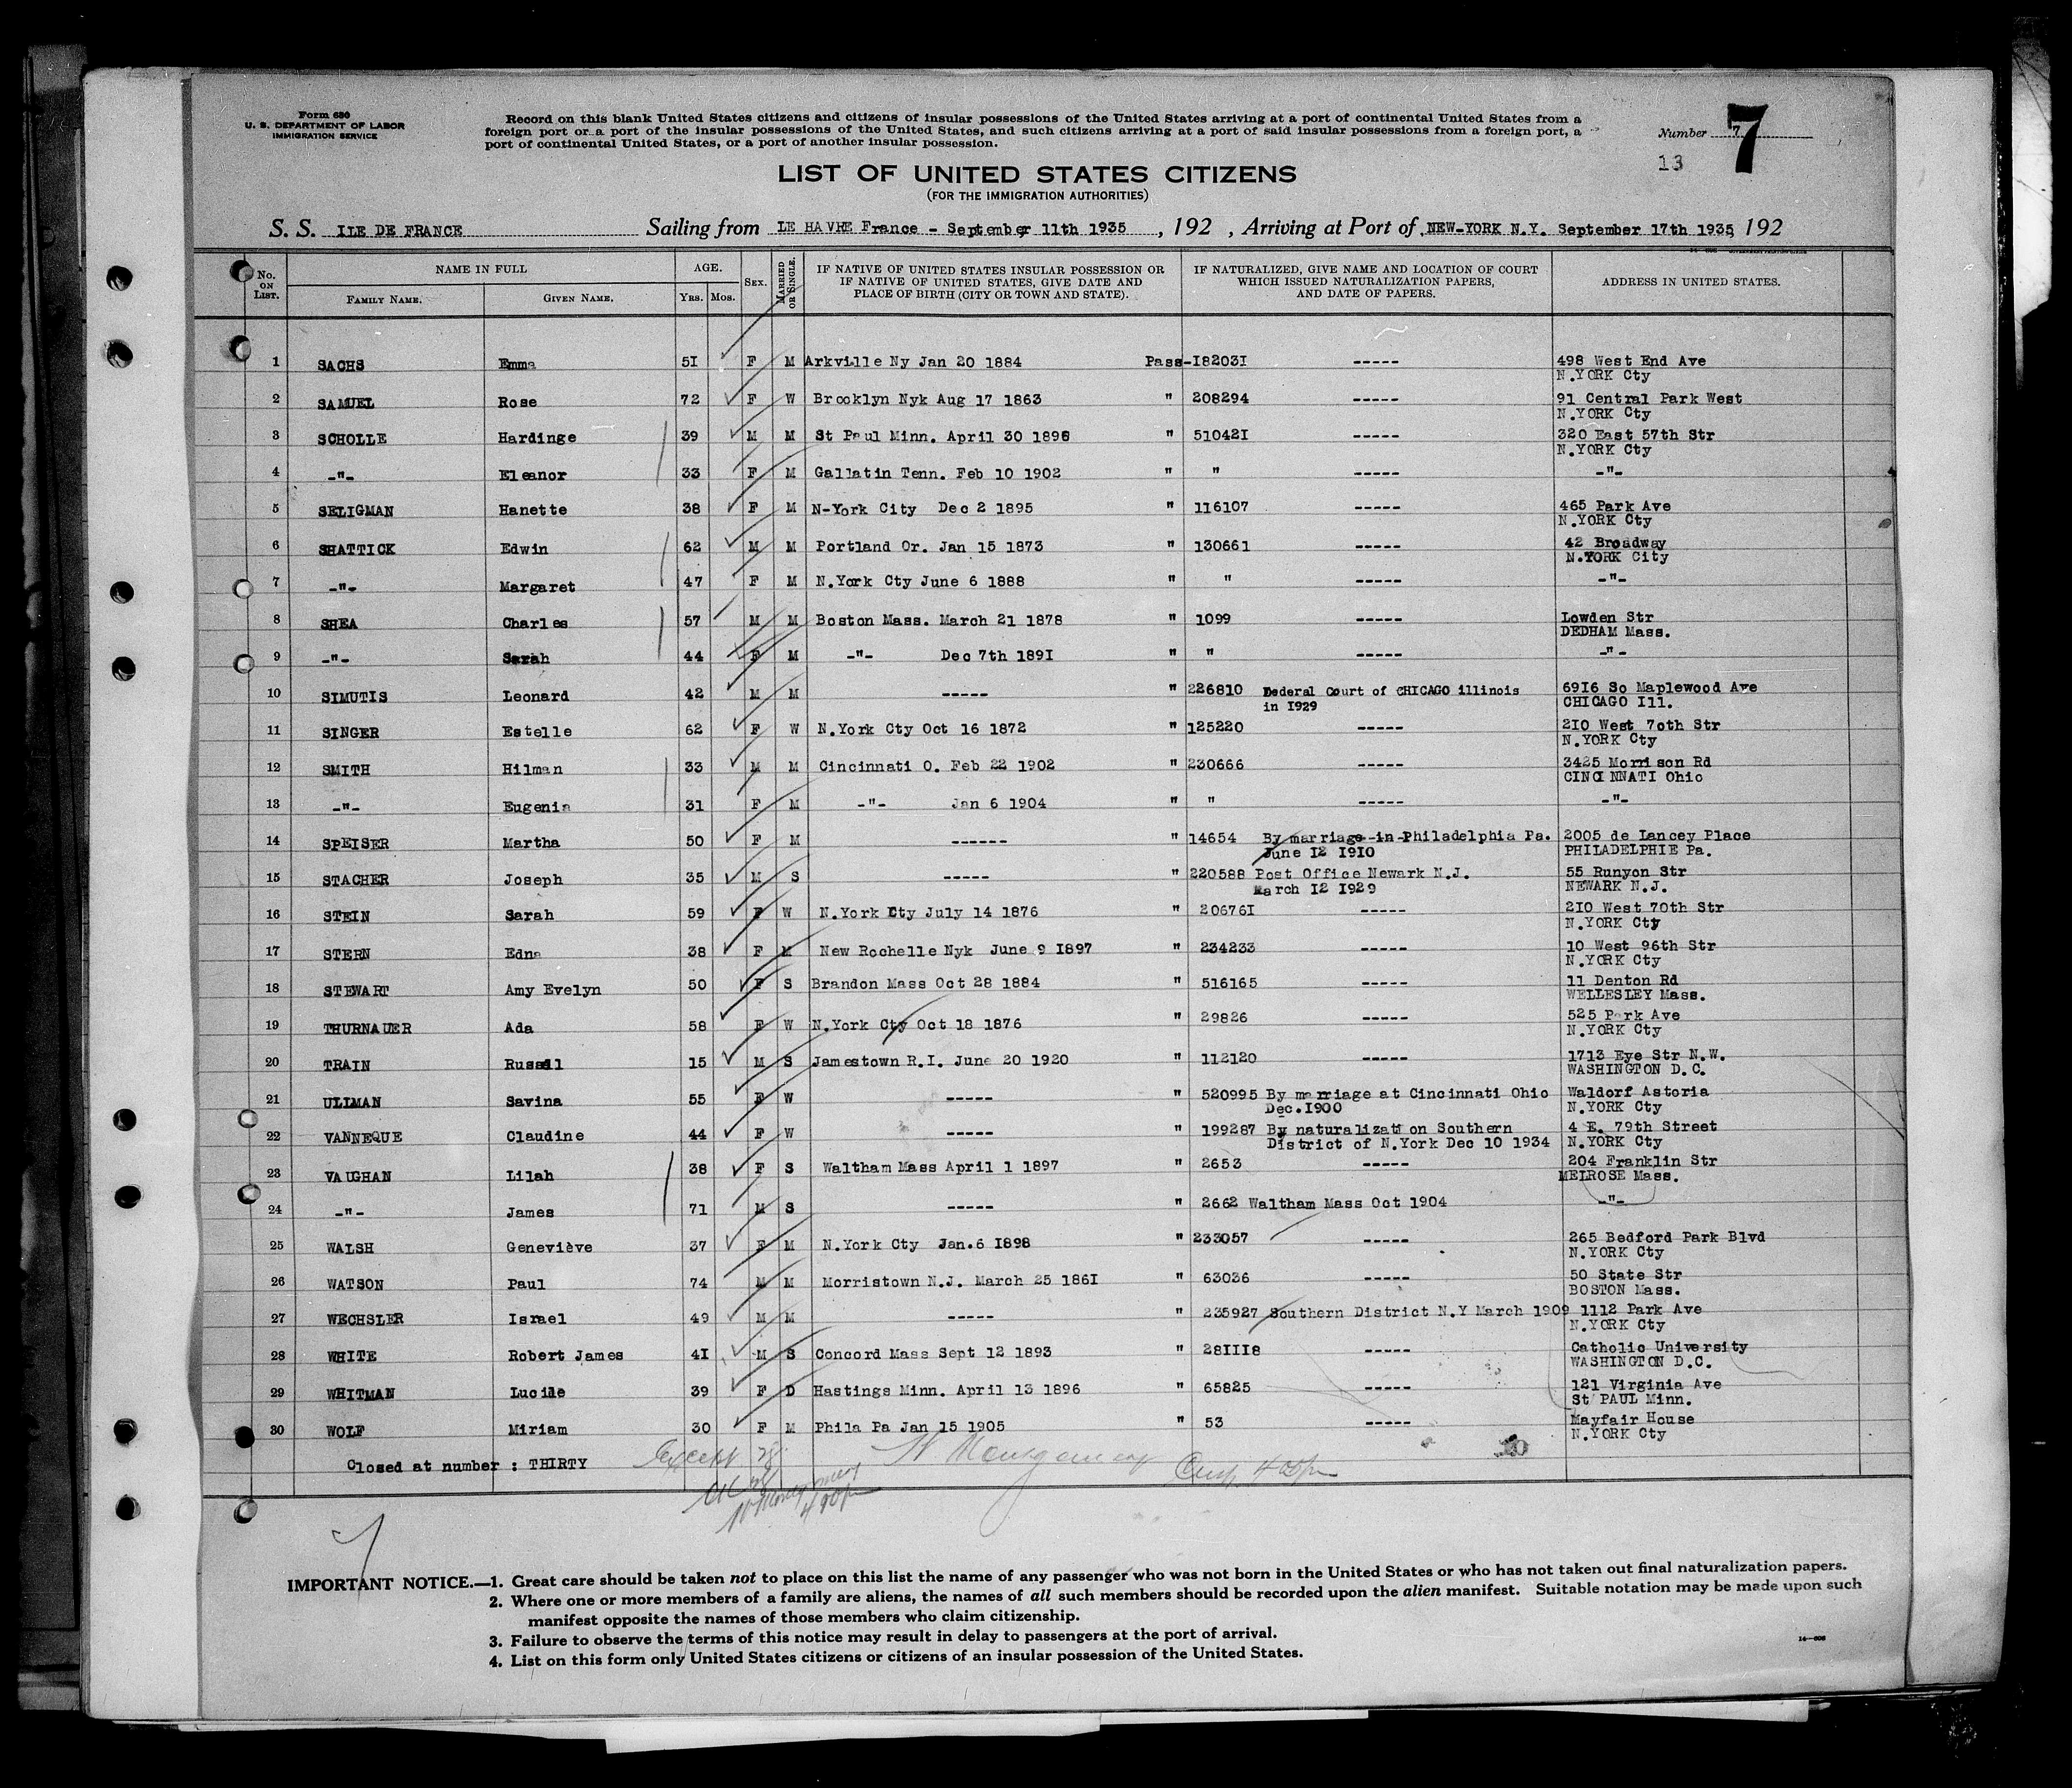 Form 630
U. S. DEPARTMENT OF LABOR
IMMIGRATION SERVICE
Record on this blank United States citizens and citizens of insular possessions of the United States arriving at a port of continental United States from a
foreign port or a port of the insular possessions of the United States, and such citizens arriving at a port of said insular possessions from a foreign port, a
port of continental United States, or a port of another insular possession.
Number 7
7
13
LIST OF UNITED STATES CITIZENS
(FOR THE IMMIGRATION AUTHORITIES)
S. S. ILE DE FRANCE Sailing from LE HAVRE France - September 11th 1935 , 192 , Arriving at Port of NEW-YORK N.Y. September 17th 1935 192
No. ON LIST. NAME IN FULL FAMILY NAME. GIVEN NAME. AGE. YRS. MOS. SEX. MARRIED OR SINGLE. IF NATIVE OF UNITED STATES INSULAR POSSESSION OR IF NATIVE OF UNITED STATES, GIVE DATE AND PLACE OF BIRTH (CITY OR TOWN AND STATE). IF NATURALIZED, GIVE NAME AND LOCATION OF COURT WHICH ISSUED NATURALIZATION PAPERS, AND DATE OF PAPERS. ADDRESS IN UNITED STATES.
1 SACHS Emma 5I F M Arkville Ny Jan 20 1884 Pass-I8203I ----- 498 West End Ave
N.YORK Cty
2 SAMUEL Rose 72 F W Brooklyn Nyk Aug 17 1863 " 208294 ----- 91 Central Park West
N.YORK Cty
3 SCHOLLE Hardinge 39 M M St Paul Minn. April 30 1896 " 51042I ----- 320 East 57th Str
N.YORK Cty
4 -"- Eleanor 33 F M Gallatin Tenn. Feb 10 1902 " " ----- -"-
5 SELIGMAN Hanette 38 F M N-York City Dec 2 1895 " 116107 ----- 465 Park Ave
N.YORK Cty
6 SHATTICK Edwin 62 M M Portland Or. Jan 15 1873 " 130661 ----- 42 Broadway
N.YORK City
7 -"- Margaret 47 F M N.York Cty June 6 1888 " " ----- -"-
8 SHEA Charles 57 M M Boston Mass. March 21 1878 " 1099 ----- Lowden Str
DEDHAM Mass.
9 -"- Sarah 44 F M -"- Dec 7th 189I " " ----- -"-
10 SIMUTIS Leonard 42 M M ----- " 226810 Federal Court of CHICAGO illinois 69I6 So Maplewood Ave
in I929 CHICAGO Ill.
11 SINGER Estelle 62 F W N.York Cty Oct 16 1872 " 125220 ----- 2I0 West 70th Str
N.YORK Cty
12 SMITH Hilman 33 M M Cincinnati O. Feb 22 1902 " 230666 ----- 3425 Morrison Rd
CINCINNATI Ohio
13 -"- Eugenia 31 F M -"- Jan 6 1904 " " ----- -"-
14 SPEISER Martha 50 F M ------ " 14654 By marriage-in-Philadelphia Pa. 2005 de Lancey Place
June I2 I9I0 PHILADELPHIE Pa.
15 STACHER Joseph 35 M S ----- " 220588 Post Office Newark N.J. 55 Runyon Str
March I2 I929 NEWARK N.J.
16 STEIN Sarah 59 F W N.York Cty July 14 1876 " 20676I ----- 2I0 West 70th Str
N.YORK Cty
17 STERN Edna 38 F M New Rochelle Nyk June 9 I897 " 234233 ----- 10 West 96th Str
N.YORK Cty
18 STEWART Amy Evelyn 50 F S Brandon Mass Oct 28 1884 " 516165 ----- 11 Denton Rd
WELLESLEY Mass.
19 THURNAUER Ada 58 F W N.York Cty Oct 18 1876 " 29826 ----- 525 Park Ave
N.YORK Cty
20 TRAIN Russell 15 M S Jamestown R.I. June 20 1920 " 112120 ----- 1713 Eye Str N.W.
WASHINGTON D.C.
21 ULLMAN Savina 55 F W ----- " 520995 By marriage at Cincinnati Ohio Waldorf Astoria
Dec.I900 N.YORK Cty
22 VANNEQUE Claudine 44 F W ----- " 199287 By naturalization Southern 4 E. 79th Street
District of N.York Dec 10 1934 N.YORK Cty
23 VAUGHAN Lilah 38 F S Waltham Mass April 1 1897 " 2653 ----- 204 Franklin Str
MELROSE Mass.
24 -"- James 71 M S ----- " 2662 Waltham Mass Oct 1904 -"-
25 WALSH Geneviève 37 F M N.York Cty Jan.6 I898 " 233057 ----- 265 Bedford Park Blvd
N.YORK Cty
26 WATSON Paul 74 M M Morristown N.J. March 25 186I " 63036 ----- 50 State Str
BOSTON Mass.
27 WECHSLER Israel 49 M M ----- " 235927 Southern District N.Y March 1909 1112 Park Ave
N.YORK Cty
28 WHITE Robert James 4I M S Concord Mass Sept 12 1893 " 28III8 ----- Catholic University
WASHINGTON D.C.
29 WHITMAN Lucile 39 F D Hastings Minn. April 13 1896 " 65825 ----- 121 Virginia Ave
St PAUL Minn.
30 WOLF Miriam 30 F M Phila Pa Jan 15 1905 " 53 ----- Mayfair House
N.YORK Cty
Closed at number : THIRTY Except 28 Montgomery
OK
Montgomery
IMPORTANT NOTICE.—1. Great care should be taken not to place on this list the name of any passenger who was not born in the United States or who has not taken out final naturalization papers.
2. Where one or more members of a family are aliens, the names of all such members should be recorded upon the alien manifest. Suitable notation may be made upon such
manifest opposite the names of those members who claim citizenship.
3. Failure to observe the terms of this notice may result in delay to passengers at the port of arrival.
4. List on this form only United States citizens or citizens of an insular possession of the United States.